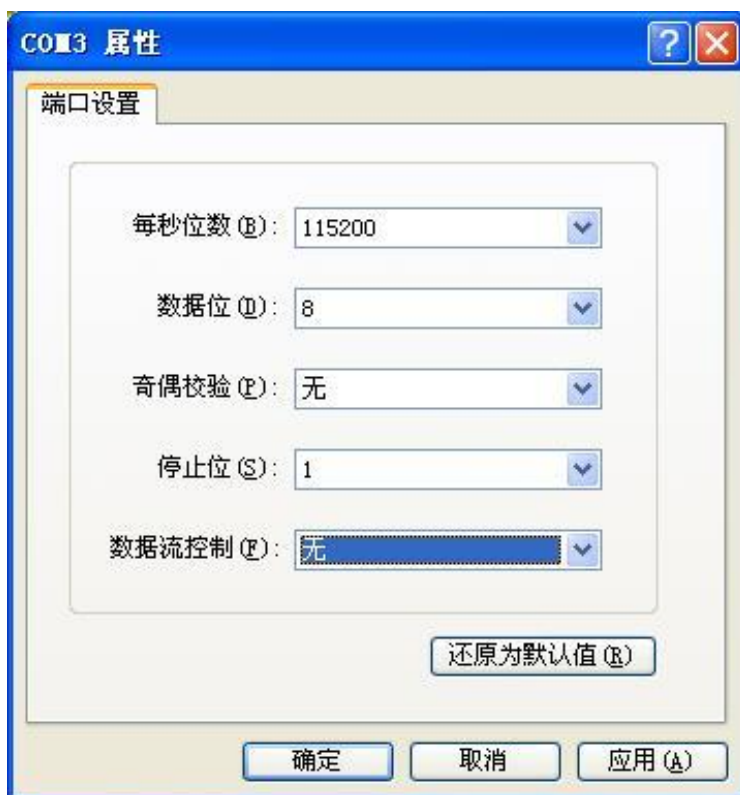 COM3 属性
端口设置
每秒位数(B): 115200
数据位(D): 8
奇偶校验(P): 无
停止位(S): 1
数据流控制(F): 无
还原为默认值(R)
确定 取消 应用(A)